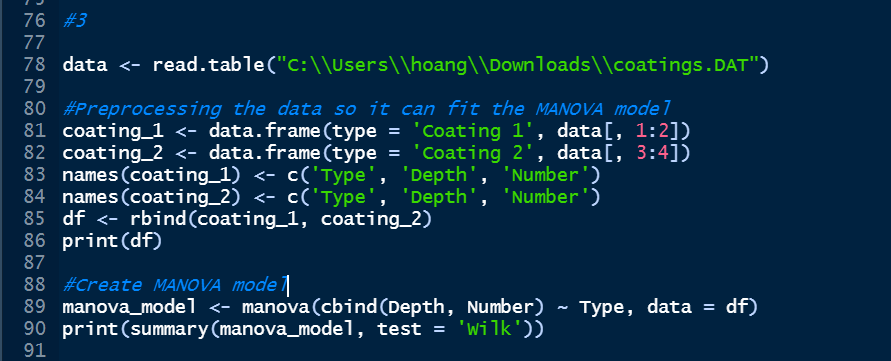 76 #3
77
78 data <- read.table("C:\\Users\\hoang\\Downloads\\coatings.DAT")
79
80 #Preprocessing the data so it can fit the MANOVA model
81 coating_1 <- data.frame(type = 'Coating 1', data[, 1:2])
82 coating_2 <- data.frame(type = 'Coating 2', data[, 3:4])
83 names(coating_1) <- c('Type', 'Depth', 'Number')
84 names(coating_2) <- c('Type', 'Depth', 'Number')
85 df <- rbind(coating_1, coating_2)
86 print(df)
87
88 #Create MANOVA model
89 manova_model <- manova(cbind(Depth, Number) ~ Type, data = df)
90 print(summary(manova_model, test = 'Wilk'))
91